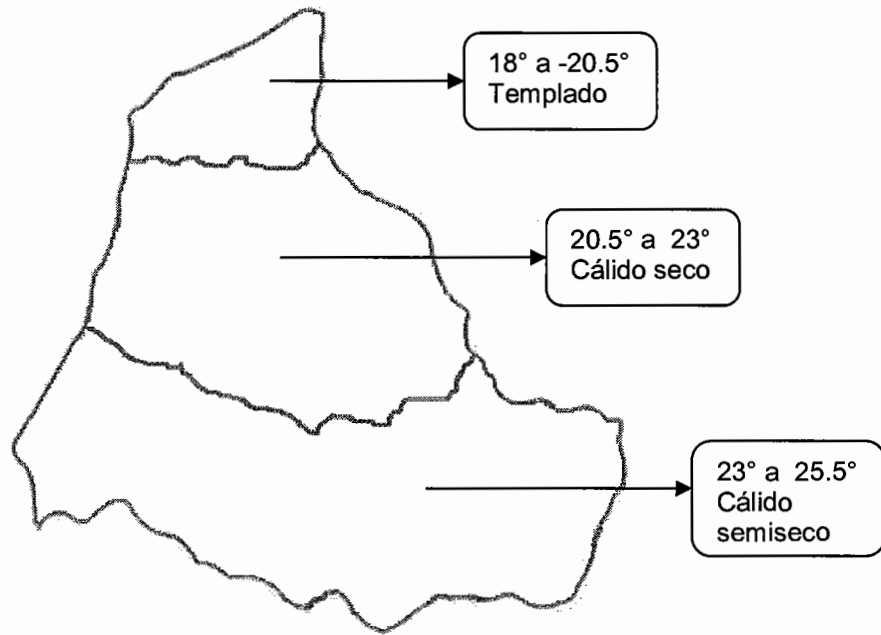 18° a -20.5°
Templado
20.5° a 23°
Cálido seco
23° a 25.5°
Cálido
semiseco